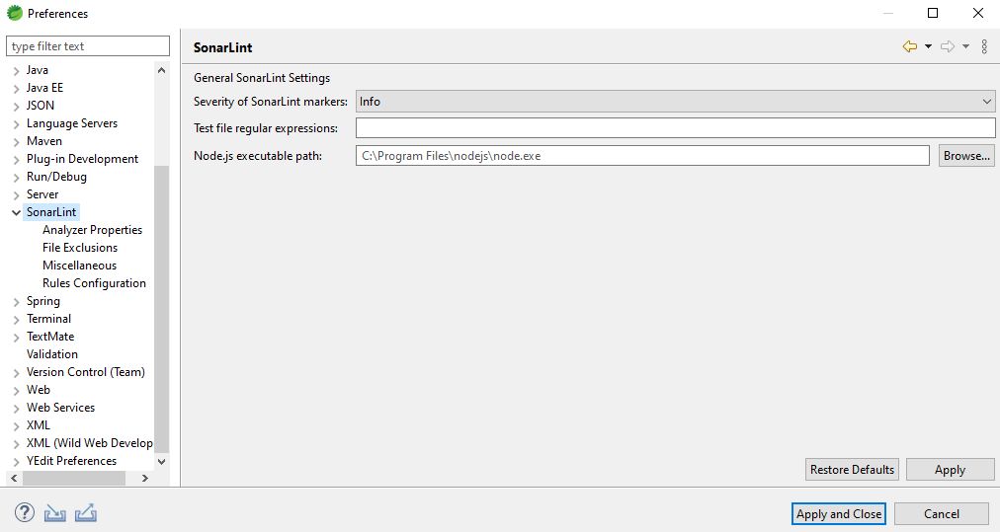 Preferences
type filter text
Java
Java EE
JSON
Language Servers
Maven
Plug-in Development
Run/Debug
Server
SonarLint
Analyzer Properties
File Exclusions
Miscellaneous
Rules Configuration
Spring
Terminal
TextMate
Validation
Version Control (Team)
Web
Web Services
XML
XML (Wild Web Develop
YEdit Preferences
SonarLint
General SonarLint Settings
Severity of SonarLint markers: Info
Test file regular expressions:
Node.js executable path: C:\Program Files\nodejs\node.exe Browse...
Restore Defaults Apply
? Apply and Close Cancel